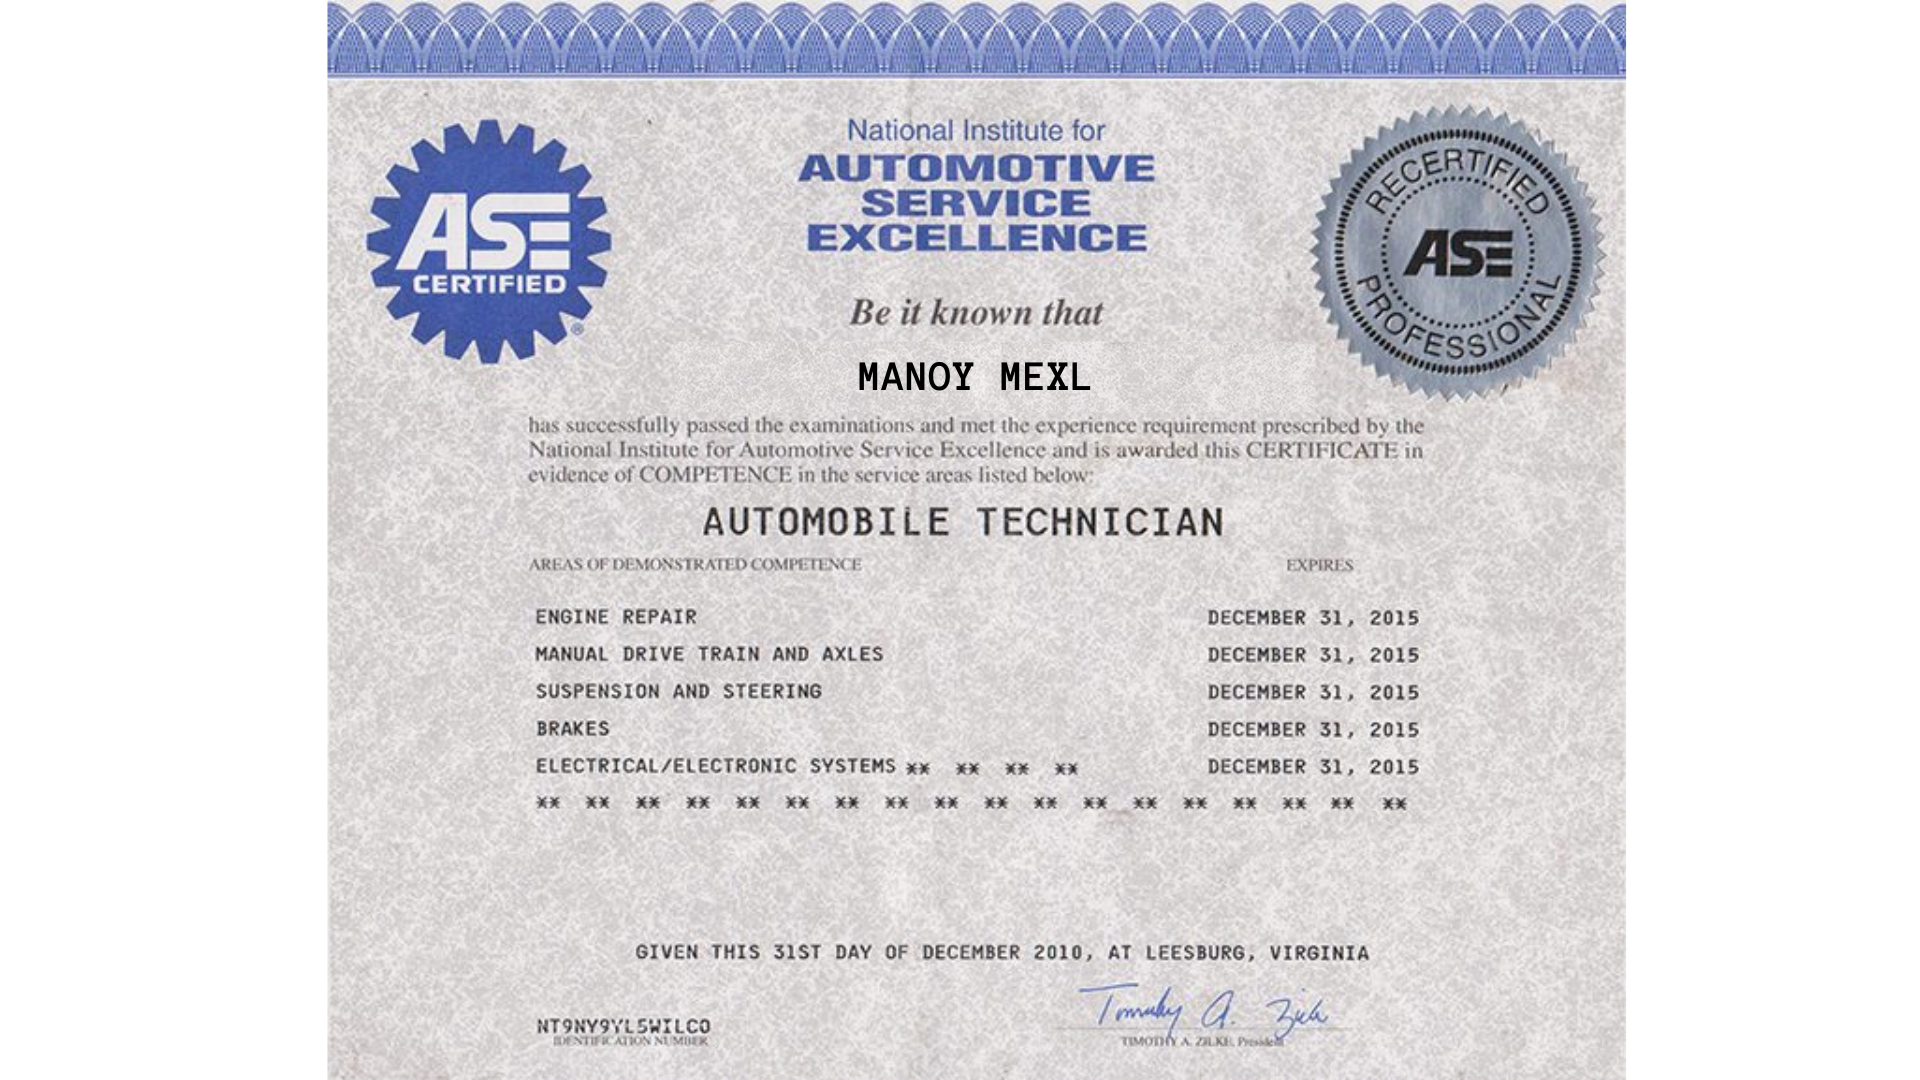 National Institute for
AUTOMOTIVE
SERVICE
EXCELLENCE
ASE
CERTIFIED
®
RECERTIFIED
ASE
PROFESSIONAL
Be it known that
MANOY MEXL
has successfully passed the examinations and met the experience requirement prescribed by the
National Institute for Automotive Service Excellence and is awarded this CERTIFICATE in
evidence of COMPETENCE in the service areas listed below:
AUTOMOBILE TECHNICIAN
AREAS OF DEMONSTRATED COMPETENCE EXPIRES
ENGINE REPAIR DECEMBER 31, 2015
MANUAL DRIVE TRAIN AND AXLES DECEMBER 31, 2015
SUSPENSION AND STEERING DECEMBER 31, 2015
BRAKES DECEMBER 31, 2015
ELECTRICAL/ELECTRONIC SYSTEMS ** ** ** ** DECEMBER 31, 2015
** ** ** ** ** ** ** ** ** ** ** ** ** ** ** ** ** **
GIVEN THIS 31ST DAY OF DECEMBER 2010, AT LEESBURG, VIRGINIA
Timothy A. Zilke
NT9NY9YL5WILCO
IDENTIFICATION NUMBER
TIMOTHY A. ZILKE, President